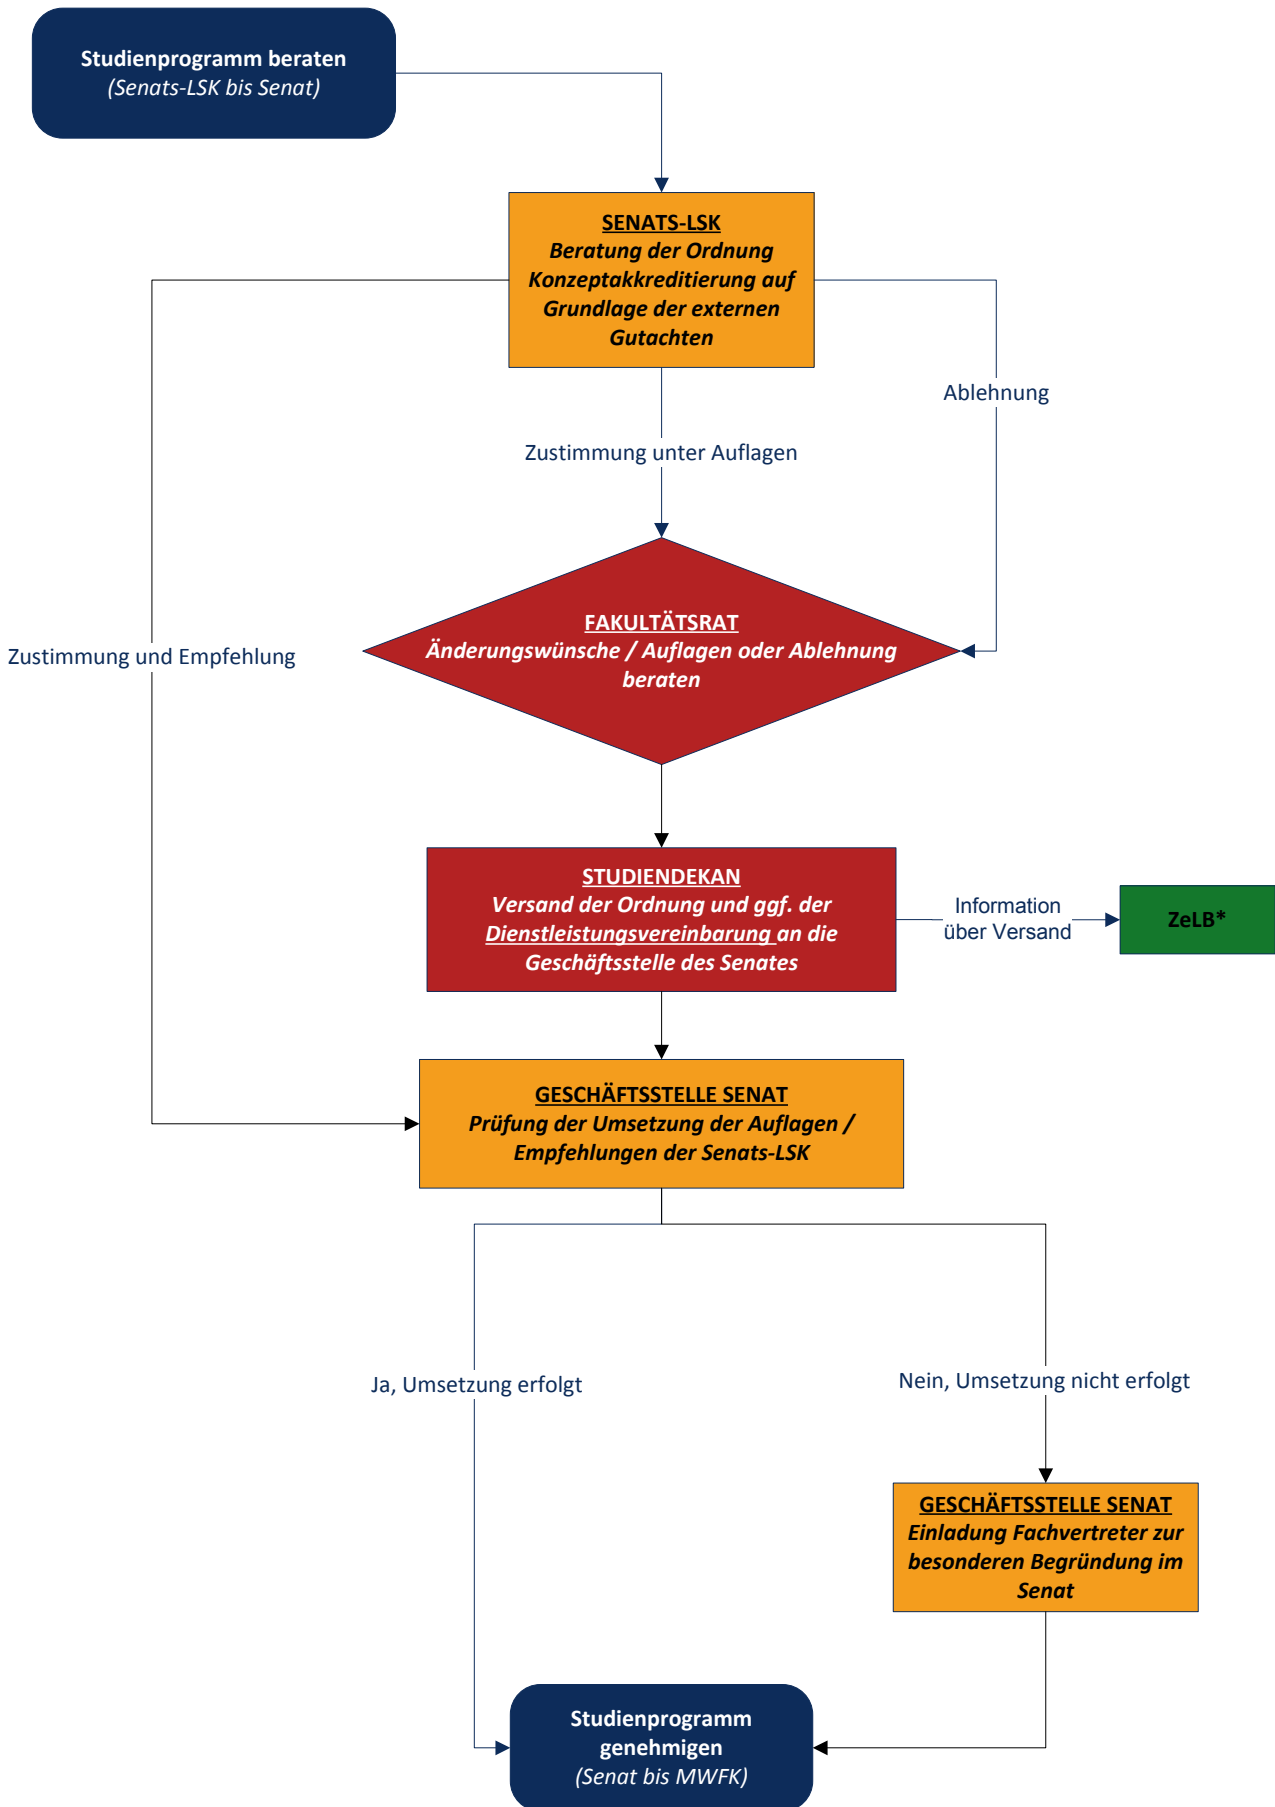 Studienprogramm beraten
(Senats-LSK bis Senat)
SENATS-LSK
Beratung der Ordnung
Konzeptakkreditierung auf
Grundlage der externen
Gutachten
Ablehnung
Zustimmung unter Auflagen
FAKULTÄTSRAT
Änderungswünsche / Auflagen oder Ablehnung
beraten
Zustimmung und Empfehlung
STUDIENDEKAN
Versand der Ordnung und ggf. der
Dienstleistungsvereinbarung an die
Geschäftsstelle des Senates
Information
über Versand
ZeLB*
GESCHÄFTSSTELLE SENAT
Prüfung der Umsetzung der Auflagen /
Empfehlungen der Senats-LSK
Ja, Umsetzung erfolgt
Nein, Umsetzung nicht erfolgt
GESCHÄFTSSTELLE SENAT
Einladung Fachvertreter zur
besonderen Begründung im
Senat
Studienprogramm
genehmigen
(Senat bis MWFK)